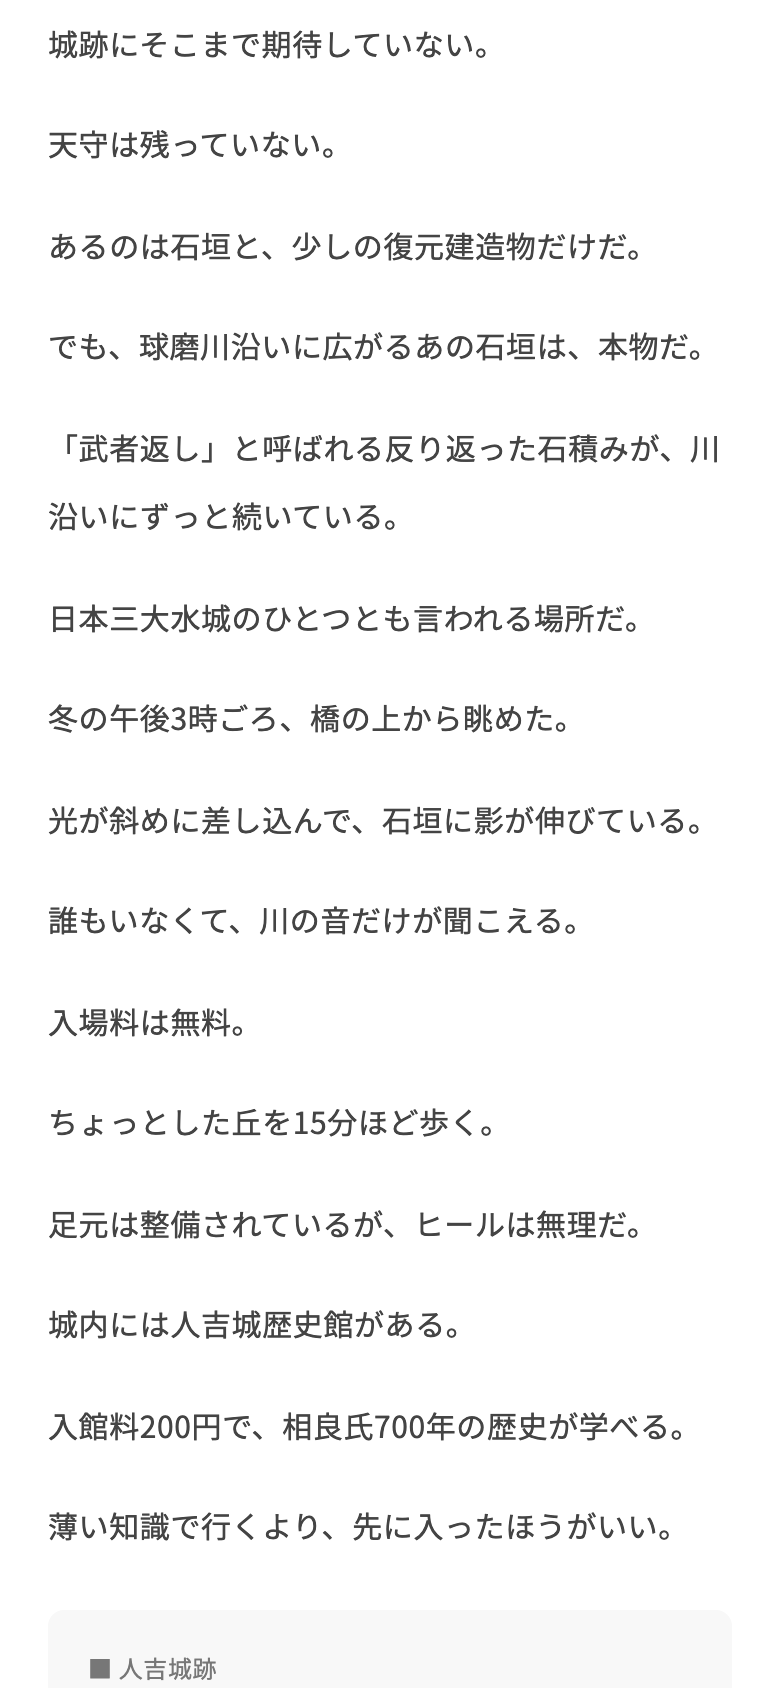 城跡にそこまで期待していない。
天守は残っていない。
あるのは石垣と、少しの復元建造物だけだ。
でも、球磨川沿いに広がるあの石垣は、本物だ。
「武者返し」と呼ばれる反り返った石積みが、川
沿いにずっと続いている。
日本三大水城のひとつとも言われる場所だ。
冬の午後3時ごろ、橋の上から眺めた。
光が斜めに差し込んで、石垣に影が伸びている。
誰もいなくて、川の音だけが聞こえる。
入場料は無料。
ちょっとした丘を15分ほど歩く。
足元は整備されているが、ヒールは無理だ。
城内には人吉城歴史館がある。
入館料200円で、相良氏700年の歴史が学べる。
薄い知識で行くより、先に入ったほうがいい。
■ 人吉城跡